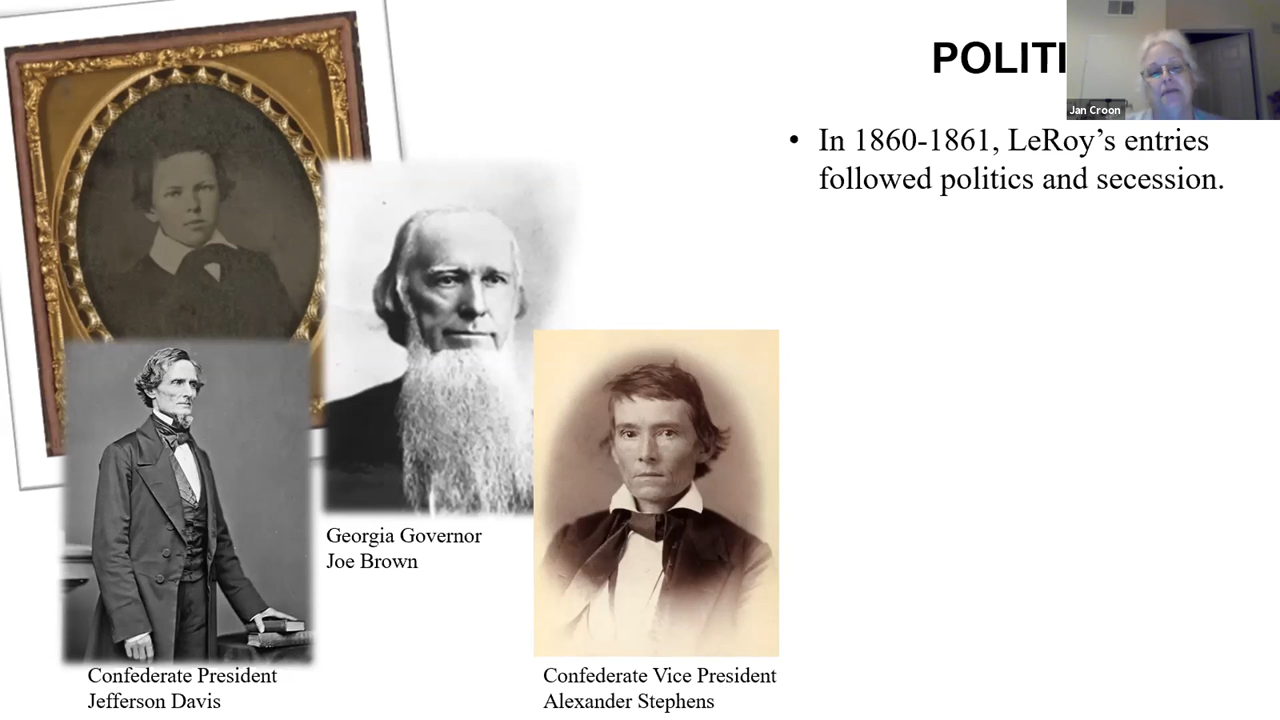 POLITI
Jan Croon
• In 1860-1861, LeRoy’s entries
followed politics and secession.
Georgia Governor
Joe Brown
Confederate President
Jefferson Davis
Confederate Vice President
Alexander Stephens